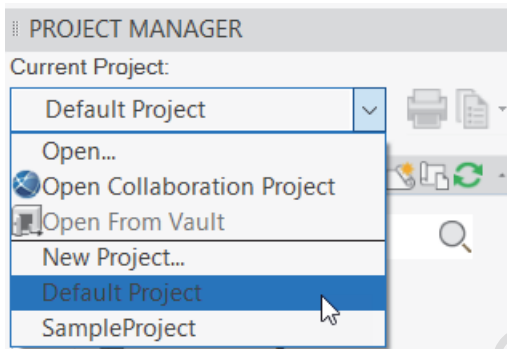 PROJECT MANAGER
Current Project:
Default Project
Open...
Open Collaboration Project
Open From Vault
New Project...
Default Project
SampleProject